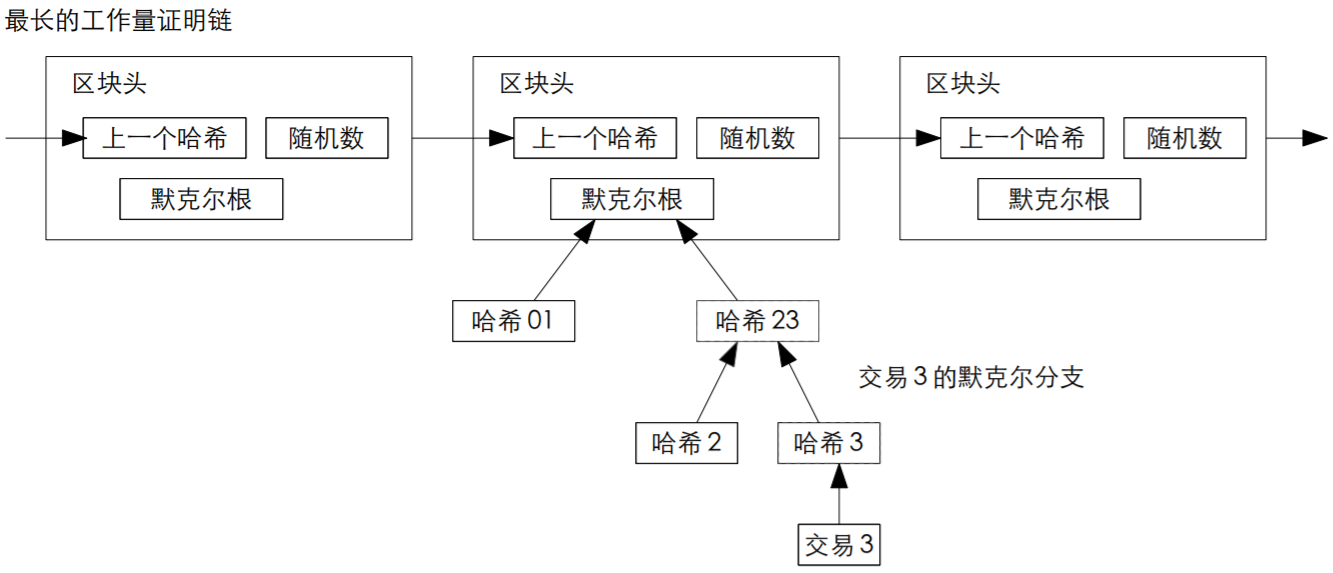 最长的工作量证明链
区块头 区块头 区块头
上一个哈希 随机数 上一个哈希 随机数 上一个哈希 随机数
默克尔根 默克尔根 默克尔根
哈希01 哈希23
交易3的默克尔分支
哈希2 哈希3
交易3